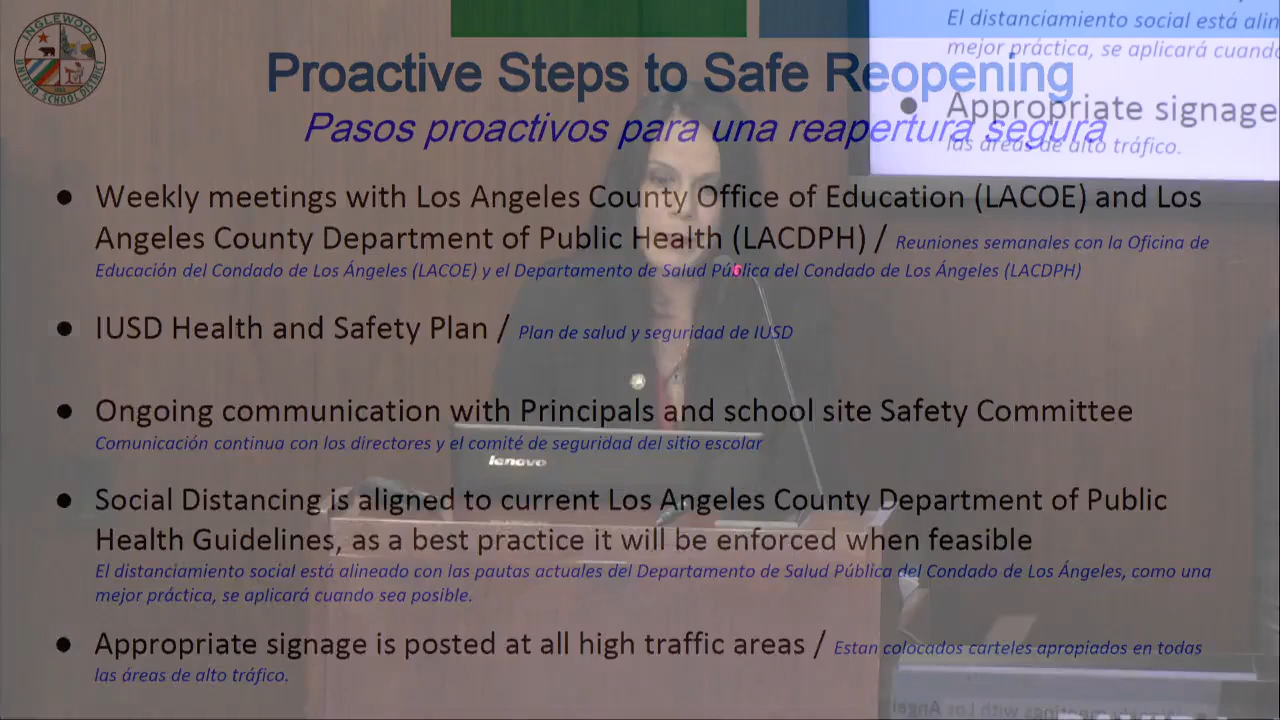 INGLEWOOD
UNIFIED SCHOOL DISTRICT
El distanciamiento social está alin
mejor práctica, se aplicará cuando
Appropriate signage
las áreas de alto tráfico.
Proactive Steps to Safe Reopening
Pasos proactivos para una reapertura segura
● Weekly meetings with Los Angeles County Office of Education (LACOE) and Los
Angeles County Department of Public Health (LACDPH) / Reuniones semanales con la Oficina de
Educación del Condado de Los Ángeles (LACOE) y el Departamento de Salud Pública del Condado de Los Ángeles (LACDPH)
● IUSD Health and Safety Plan / Plan de salud y seguridad de IUSD
● Ongoing communication with Principals and school site Safety Committee
Comunicación continua con los directores y el comité de seguridad del sitio escolar
lenovo
● Social Distancing is aligned to current Los Angeles County Department of Public
Health Guidelines, as a best practice it will be enforced when feasible
El distanciamiento social está alineado con las pautas actuales del Departamento de Salud Pública del Condado de Los Ángeles, como una
mejor práctica, se aplicará cuando sea posible.
● Appropriate signage is posted at all high traffic areas / Estan colocados carteles apropiados en todas
las áreas de alto tráfico.